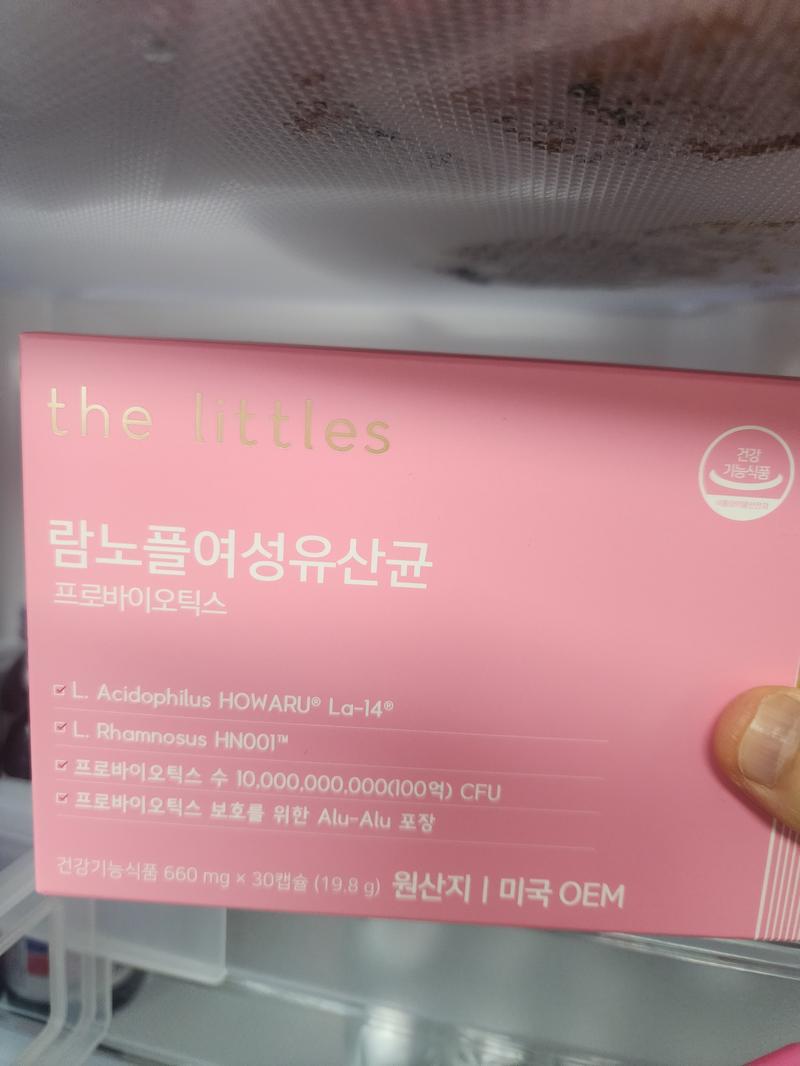 the littles
건강
기능식품
람노플여성유산균
프로바이오틱스
L. Acidophilus HOWARU® La-14®
L. Rhamnosus HN001™
프로바이오틱스 수 10,000,000,000(100억) CFU
프로바이오틱스 보호를 위한 Alu-Alu 포장
건강기능식품 660 mg × 30캡슐 (19.8 g) 원산지 | 미국 OEM